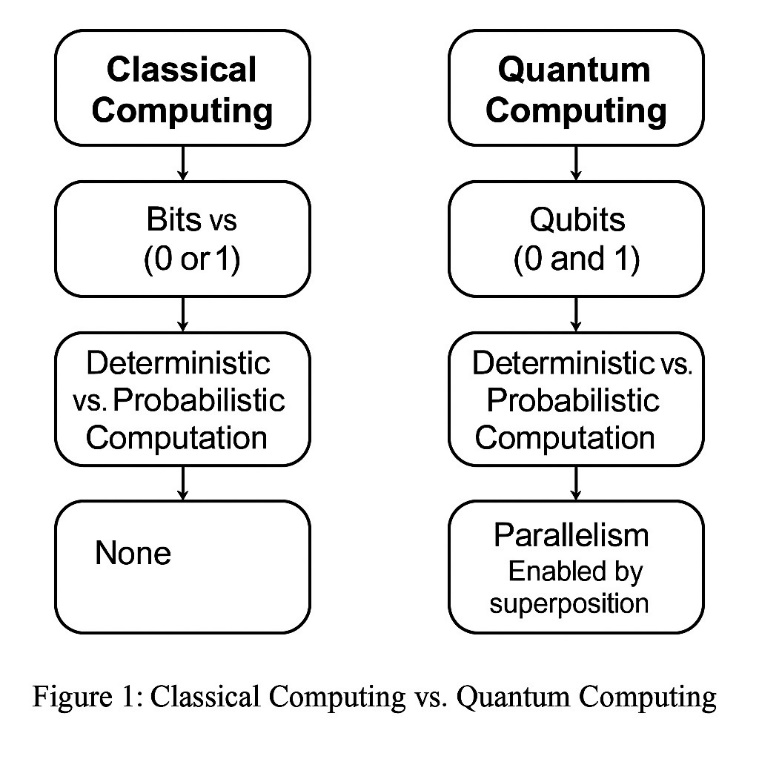 Classical
Computing
Bits vs
(0 or 1)
Deterministic
vs. Probabilistic
Computation
None
Quantum
Computing
Qubits
(0 and 1)
Deterministic vs.
Probabilistic
Computation
Parallelism
Enabled by
superposition
Figure 1: Classical Computing vs. Quantum Computing